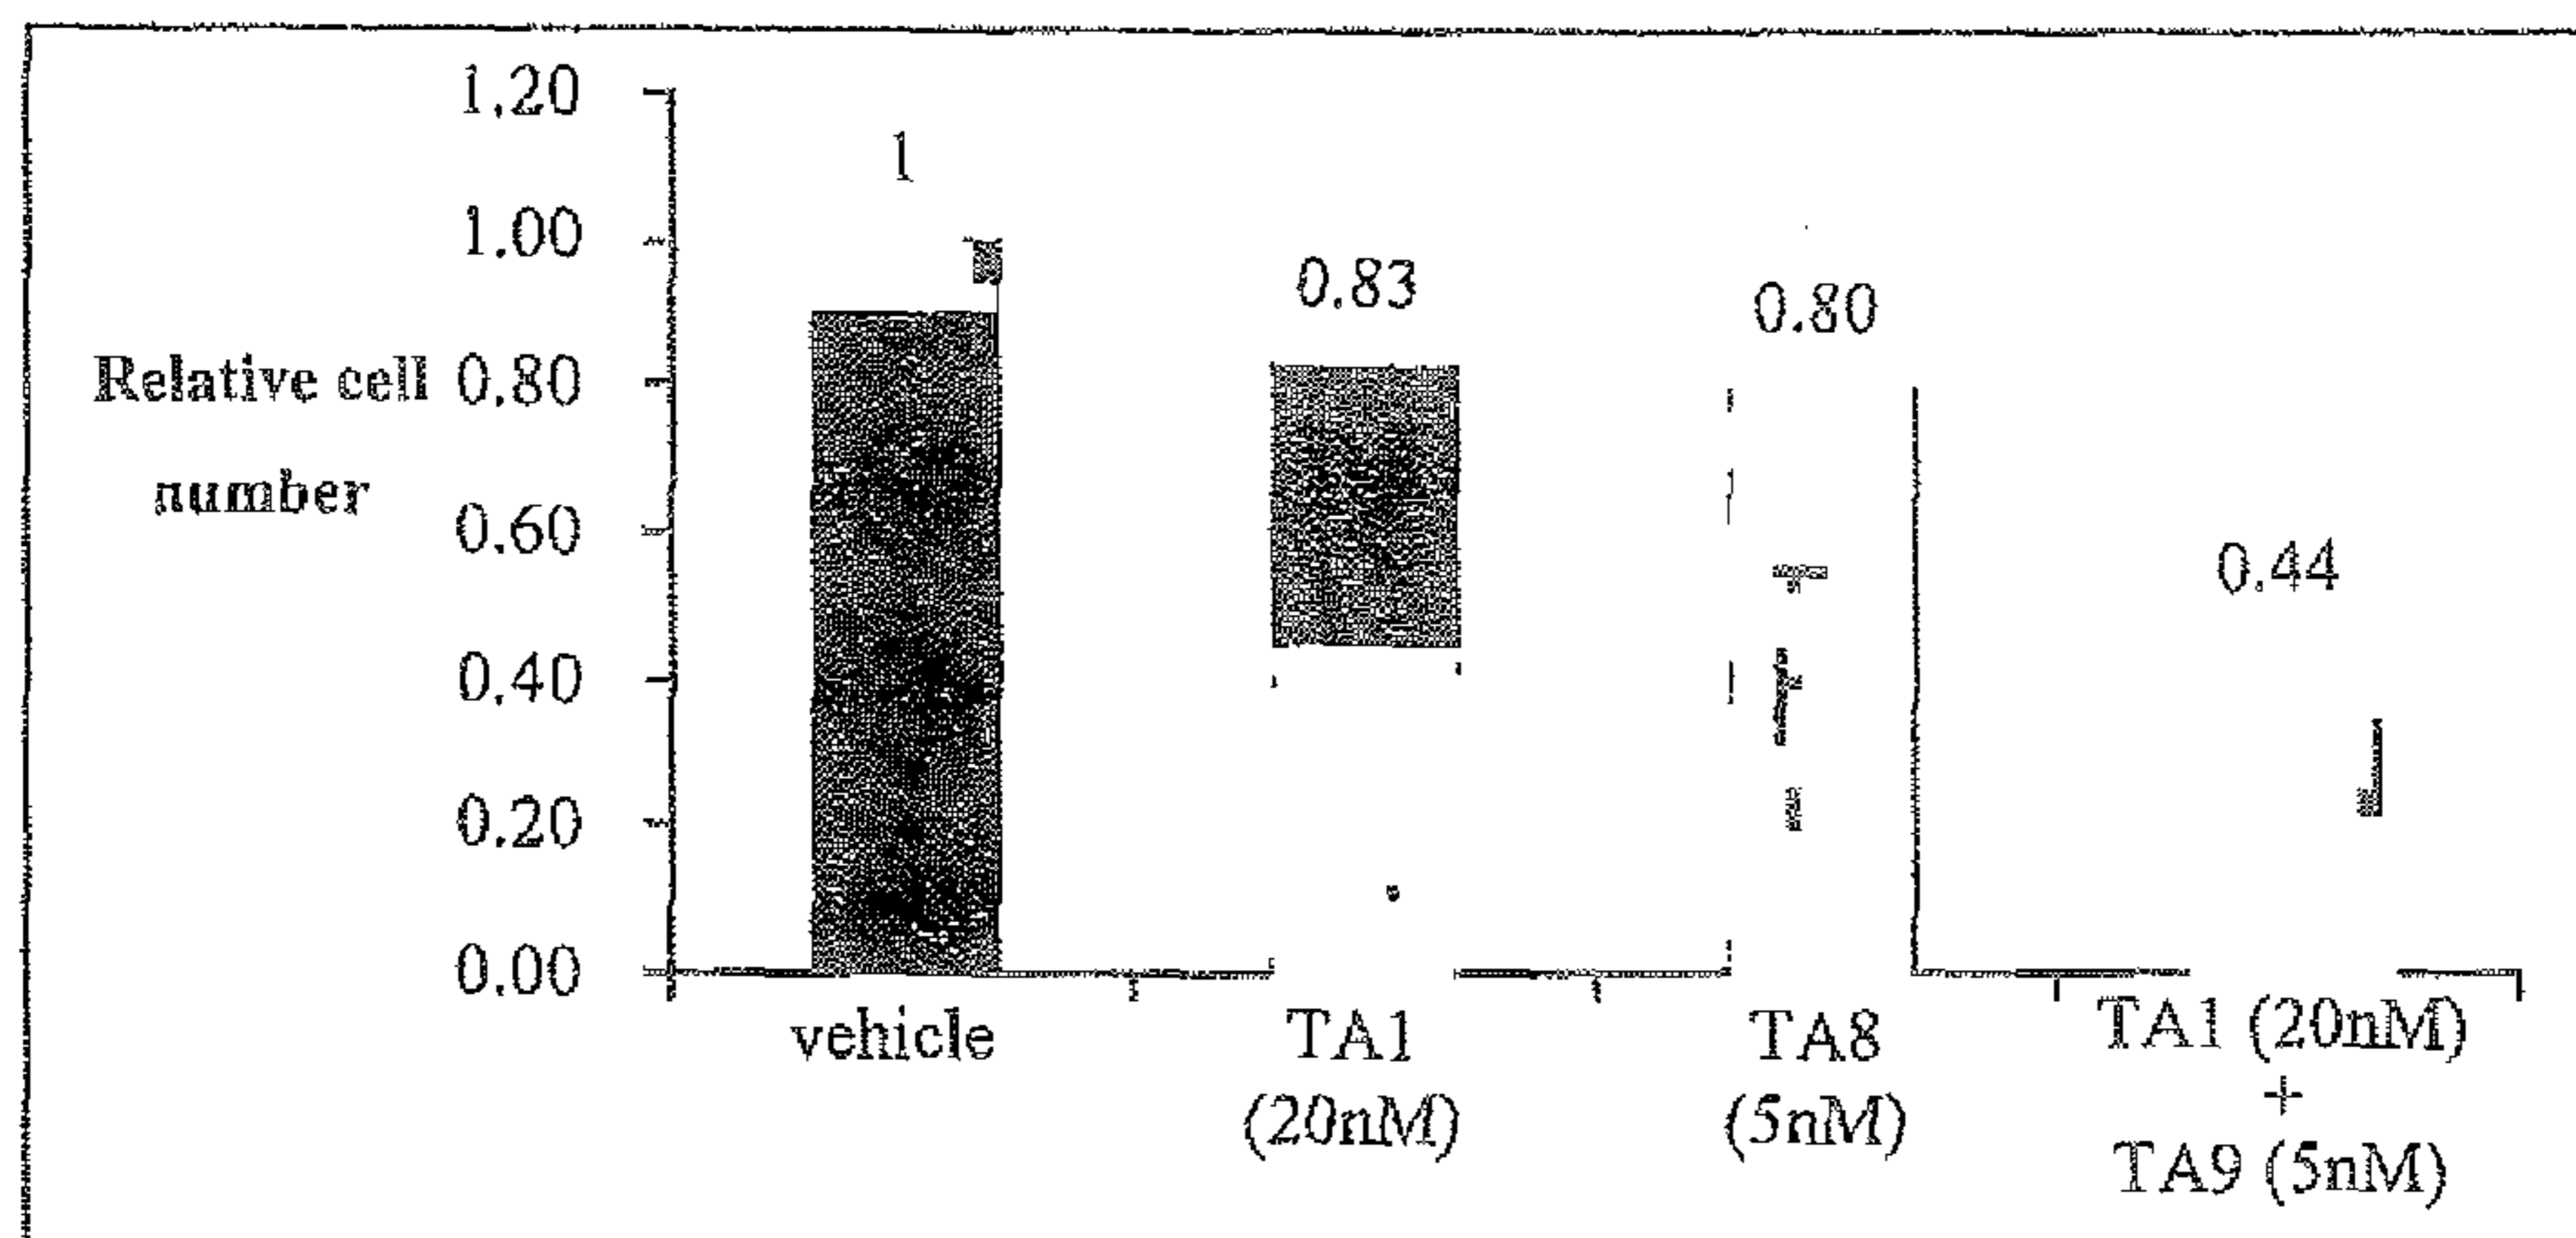 1.20
1
1.00
0.83
0.80
Relative cell 0.80
number
0.60
0.44
0.40
0.20
0.00
vehicle
TA1
(20nM)
TA8
(5nM)
TA1 (20nM)
+
TA9 (5nM)